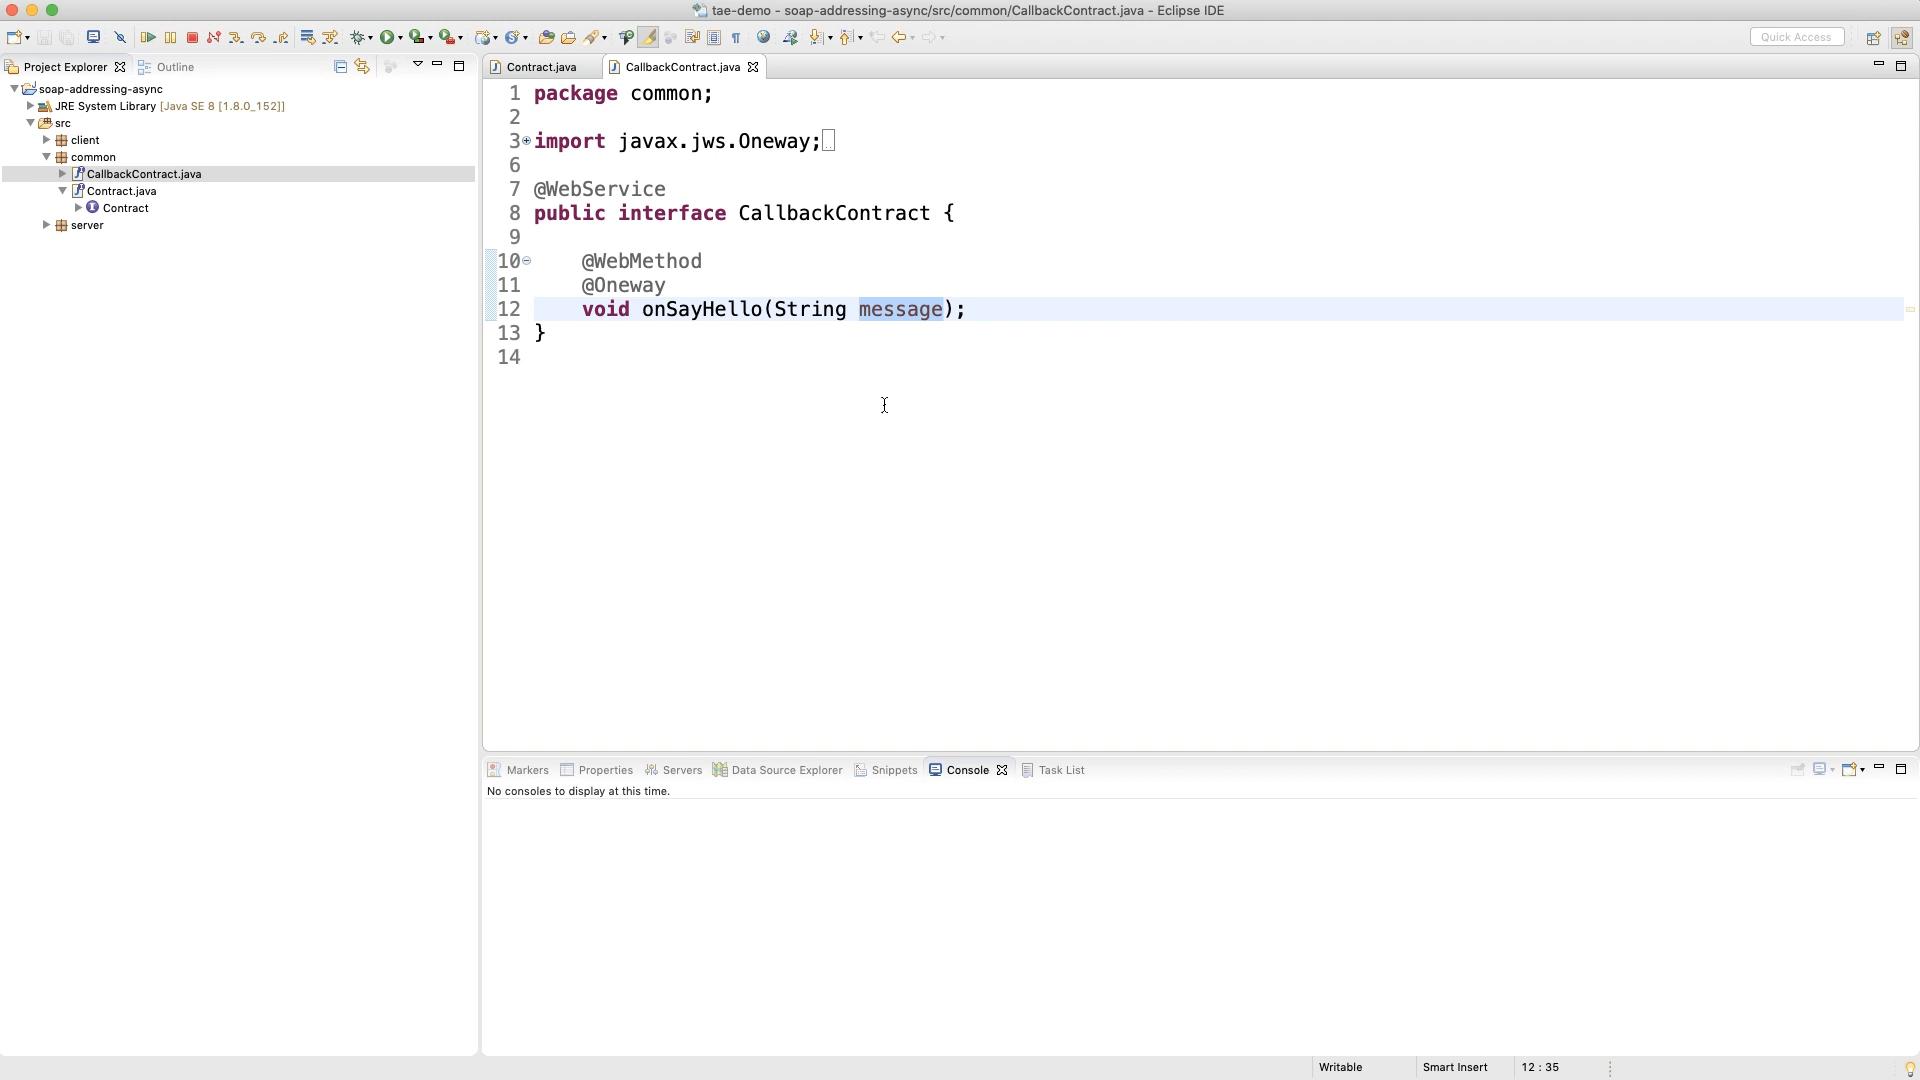 tae-demo - soap-addressing-async/src/common/CallbackContract.java - Eclipse IDE
Quick Access
Project Explorer
Outline
soap-addressing-async
JRE System Library [Java SE 8 [1.8.0_152]]
src
client
common
CallbackContract.java
Contract.java
Contract
server
Contract.java
CallbackContract.java
1 package common;
2
3 import javax.jws.Oneway;
6
7 @WebService
8 public interface CallbackContract {
9
10 @WebMethod
11 @Oneway
12 void onSayHello(String message);
13 }
14
Markers
Properties
Servers
Data Source Explorer
Snippets
Console
Task List
No consoles to display at this time.
Writable
Smart Insert
12 : 35